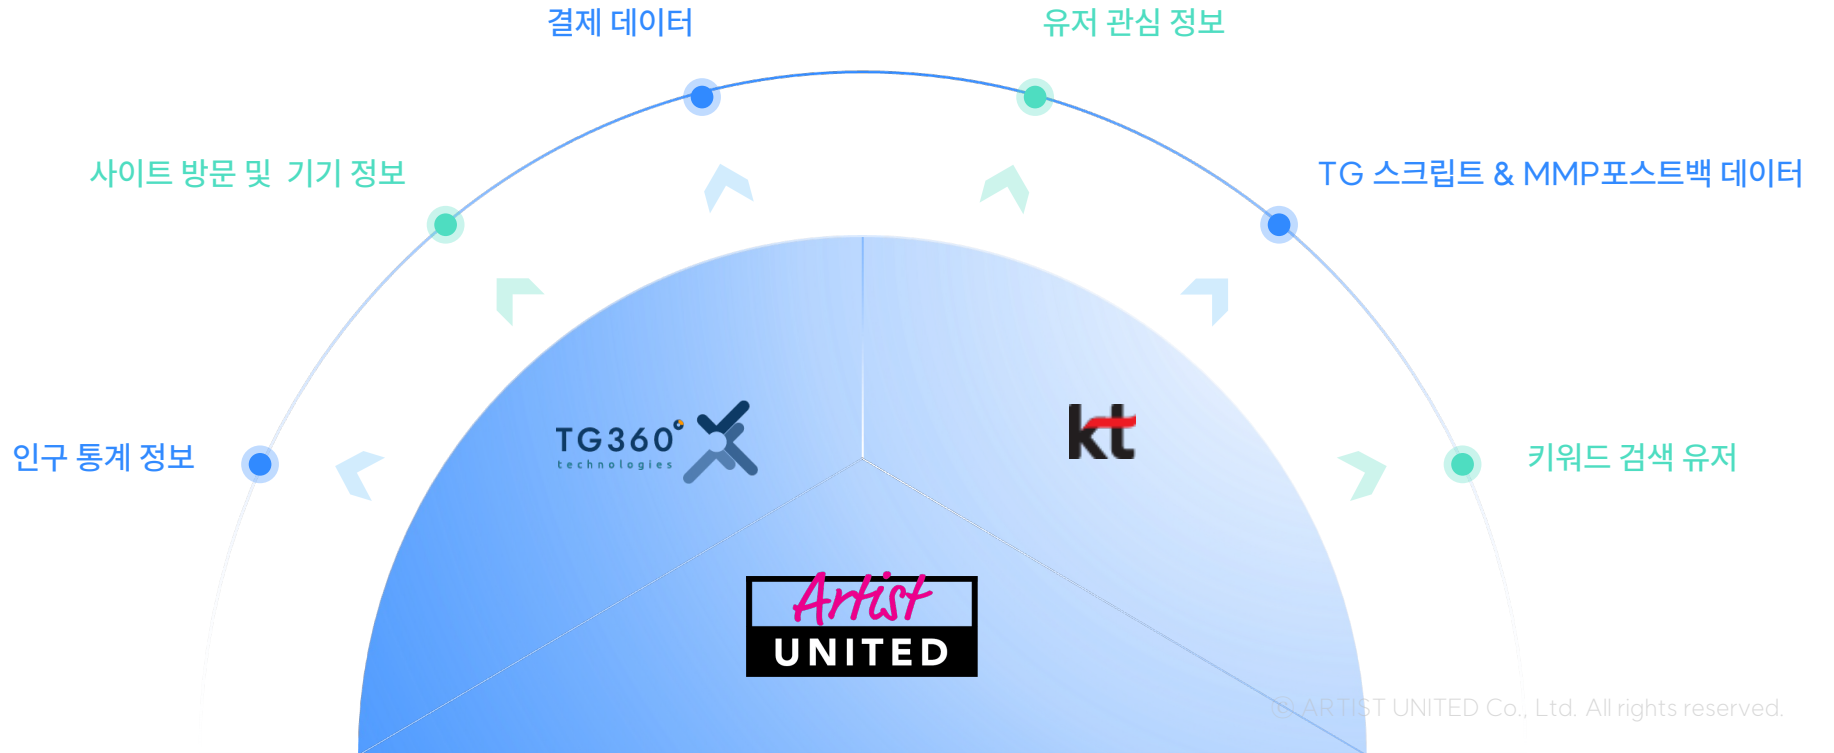 결제 데이터
유저 관심 정보
사이트 방문 및 기기 정보
TG 스크립트 & MMP포스트백 데이터
인구 통계 정보
키워드 검색 유저
TG360
technologies
kt
Artist
UNITED
© ARTIST UNITED Co., Ltd. All rights reserved.